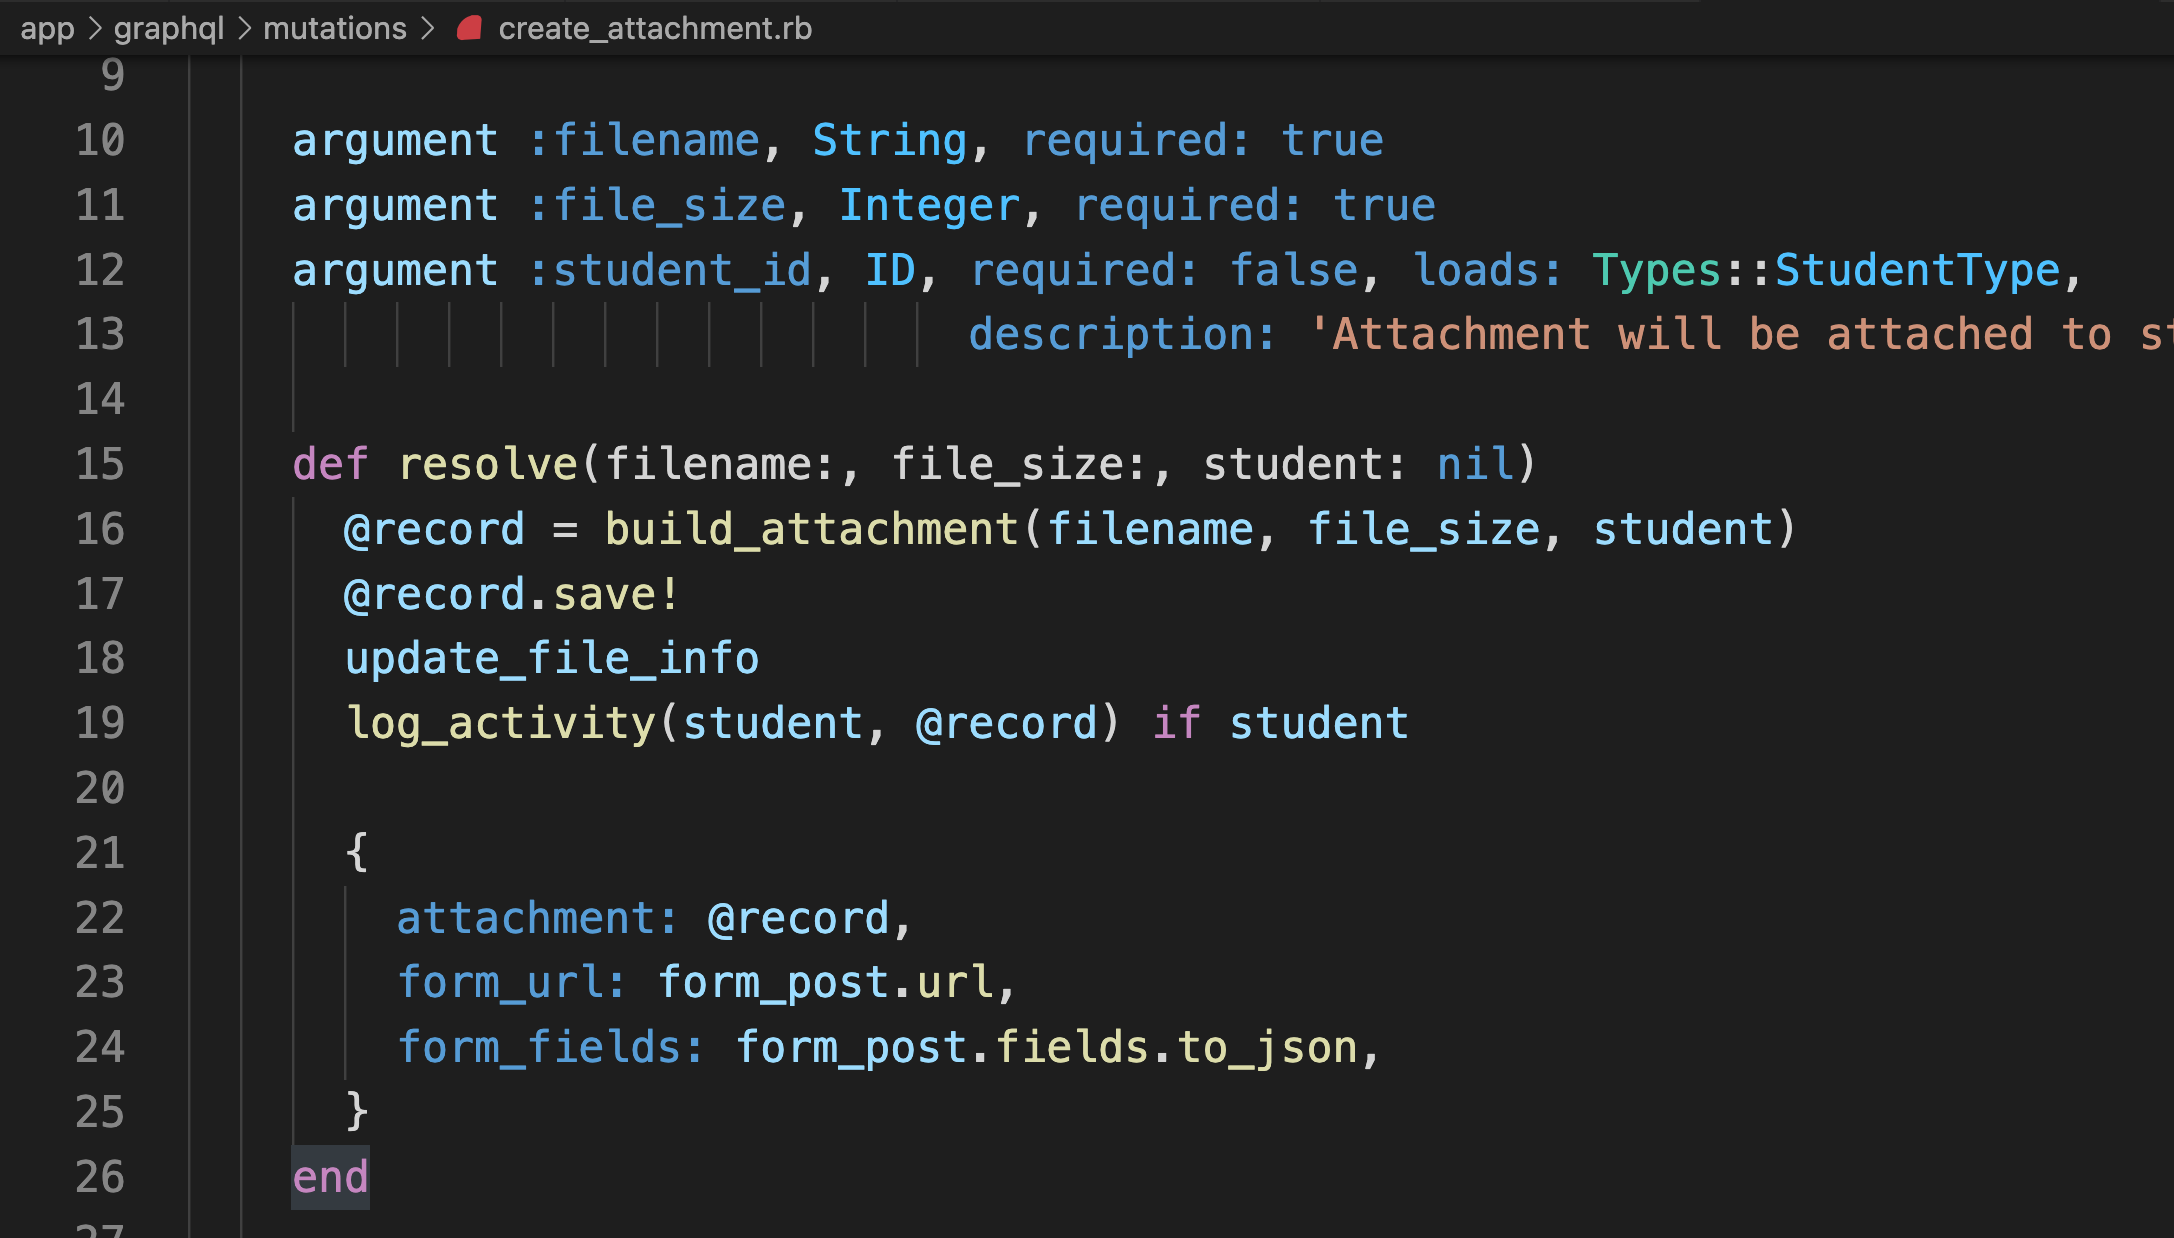 app > graphql > mutations > create_attachment.rb
9
10 argument :filename, String, required: true
11 argument :file_size, Integer, required: true
12 argument :student_id, ID, required: false, loads: Types::StudentType,
13 description: 'Attachment will be attached to
14
15 def resolve(filename:, file_size:, student: nil)
16 @record = build_attachment(filename, file_size, student)
17 @record.save!
18 update_file_info
19 log_activity(student, @record) if student
20
21 {
22 attachment: @record,
23 form_url: form_post.url,
24 form_fields: form_post.fields.to_json,
25 }
26 end
27